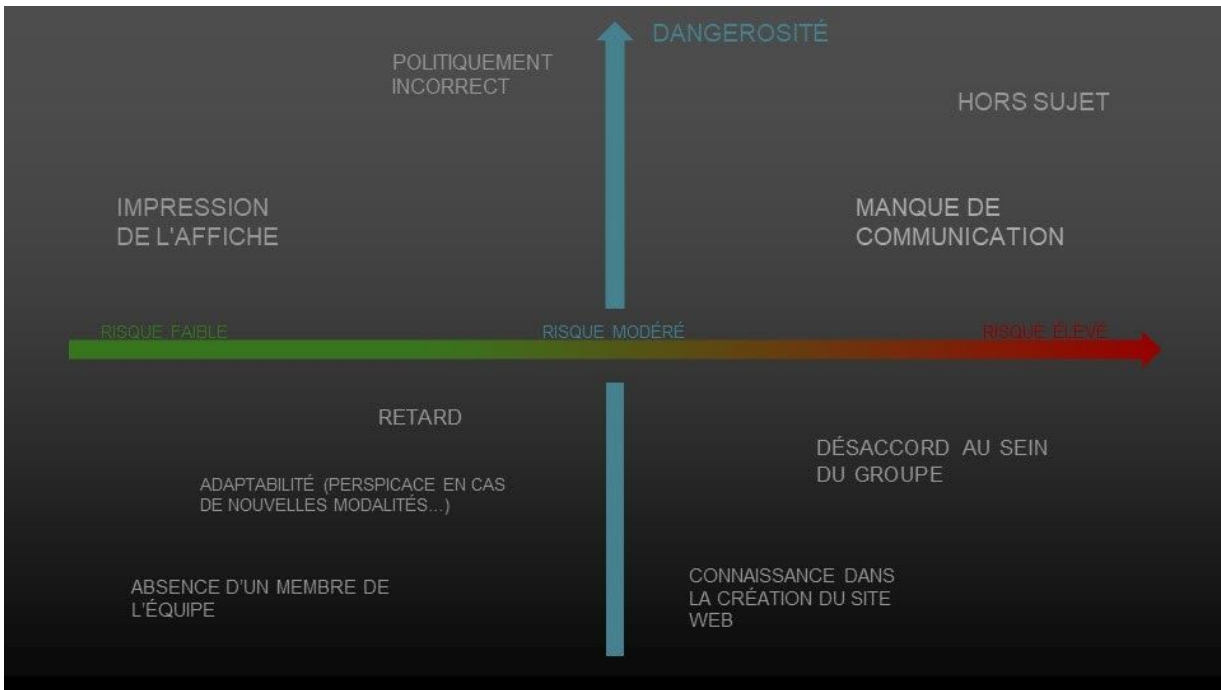 DANGEROSITÉ
POLITIQUEMENT
INCORRECT
HORS SUJET
IMPRESSION
DE L'AFFICHE
MANQUE DE
COMMUNICATION
RISQUE FAIBLE
RISQUE MODÉRÉ
RISQUE ÉLEVÉ
RETARD
DÉSACCORD AU SEIN
DU GROUPE
ADAPTABILITÉ (PERSPICACE EN CAS
DE NOUVELLES MODALITÉS...)
ABSENCE D'UN MEMBRE DE
L'ÉQUIPE
CONNAISSANCE DANS
LA CRÉATION DU SITE
WEB